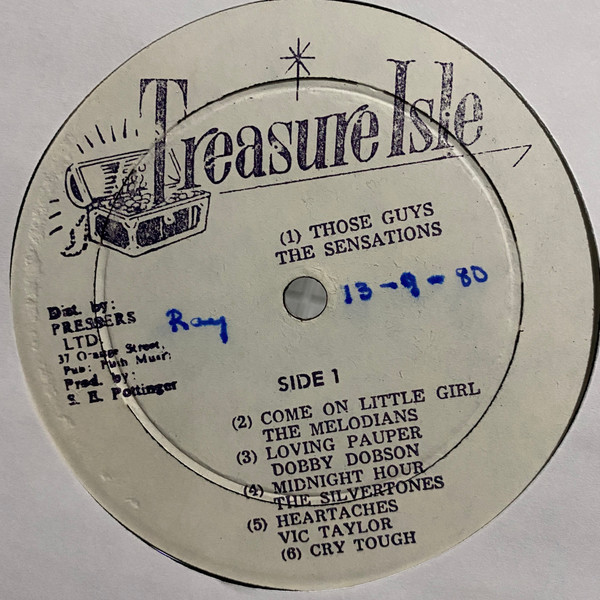 Treasure Isle
(1) THOSE GUYS
THE SENSATIONS
Dist. by:
PRESSERS
LTD.
37 Orange Street,
Pub: Push Music:
Prod. by:
S. E. Pottinger
Ray
13-9-80
SIDE 1
(2) COME ON LITTLE GIRL
THE MELODIANS
(3) LOVING PAUPER
DOBBY DOBSON
(4) MIDNIGHT HOUR
THE SILVERTONES
(5) HEARTACHES
VIC TAYLOR
(6) CRY TOUGH